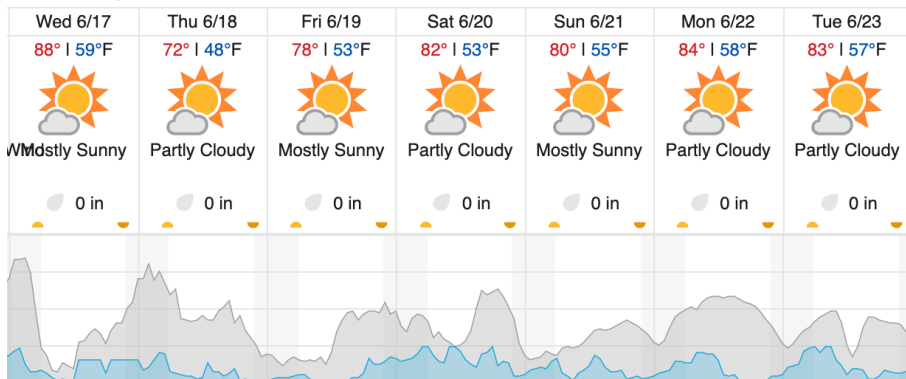 Wed 6/17 Thu 6/18 Fri 6/19 Sat 6/20 Sun 6/21 Mon 6/22 Tue 6/23
88° | 59°F 72° | 48°F 78° | 53°F 82° | 53°F 80° | 55°F 84° | 58°F 83° | 57°F
Mostly Sunny Partly Cloudy Mostly Sunny Partly Cloudy Mostly Sunny Partly Cloudy Partly Cloudy
0 in 0 in 0 in 0 in 0 in 0 in 0 in